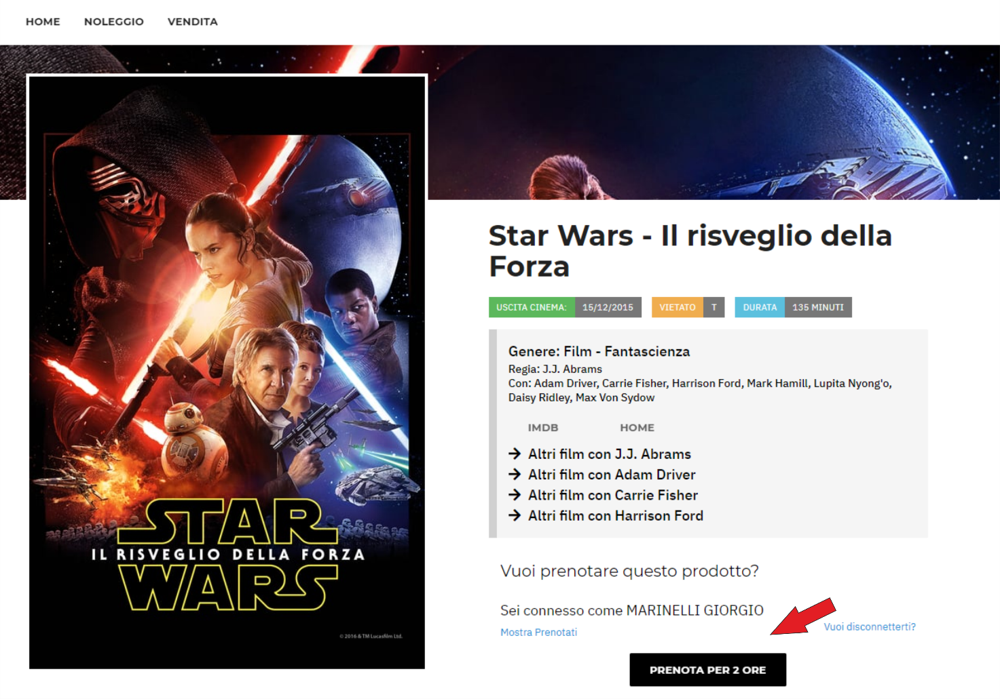 HOME NOLEGGIO VENDITA
STAR
IL RISVEGLIO DELLA FORZA
WARS
© 2016 & TM Lucasfilm Ltd.
Star Wars - Il risveglio della
Forza
USCITA CINEMA: 15/12/2015 VIETATO T DURATA 135 MINUTI
Genere: Film - Fantascienza
Regia: J.J. Abrams
Con: Adam Driver, Carrie Fisher, Harrison Ford, Mark Hamill, Lupita Nyong'o,
Daisy Ridley, Max Von Sydow
IMDB HOME
→ Altri film con J.J. Abrams
→ Altri film con Adam Driver
→ Altri film con Carrie Fisher
→ Altri film con Harrison Ford
Vuoi prenotare questo prodotto?
Sei connesso come MARINELLI GIORGIO
Mostra Prenotati Vuoi disconnetterti?
PRENOTA PER 2 ORE